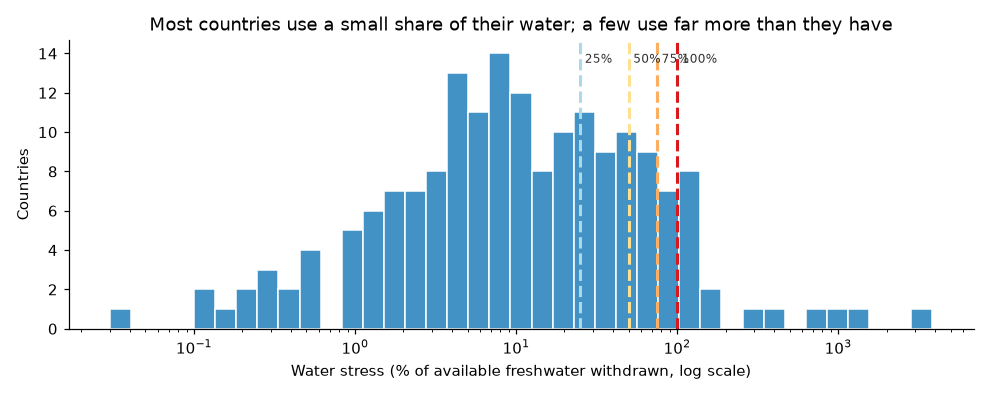 Most countries use a small share of their water; a few use far more than they have
25% 50% 75% 100%
14
12
10
8
6
4
2
0
Countries
10⁻¹ 10⁰ 10¹ 10² 10³
Water stress (% of available freshwater withdrawn, log scale)